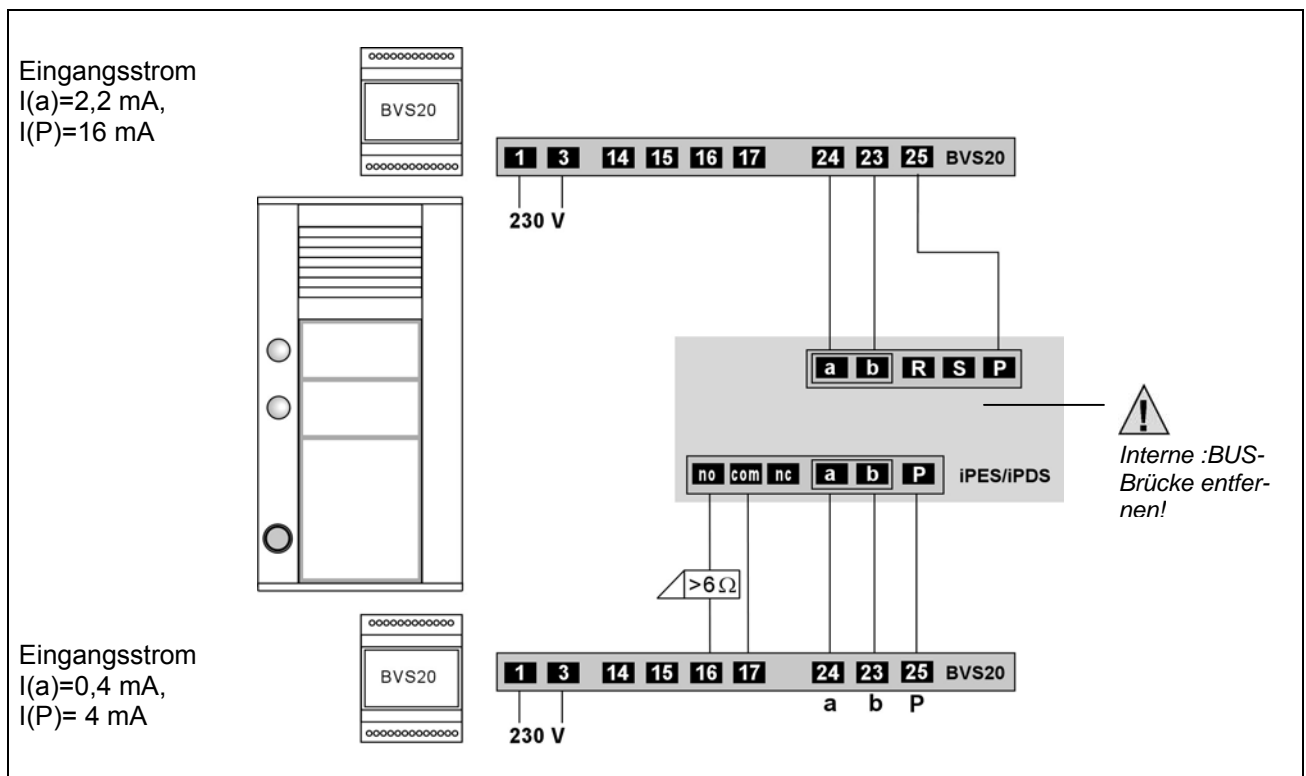 Eingangsstrom
I(a)=2,2 mA,
I(P)=16 mA
BVS20
1 3 14 15 16 17 24 23 25 BVS20
230 V
a b R S P
Interne :BUS-
Brücke entfer-
nen!
no com nc a b P iPES/iPDS
>6Ω
Eingangsstrom
I(a)=0,4 mA,
I(P)= 4 mA
BVS20
1 3 14 15 16 17 24 23 25 BVS20
a b P
230 V